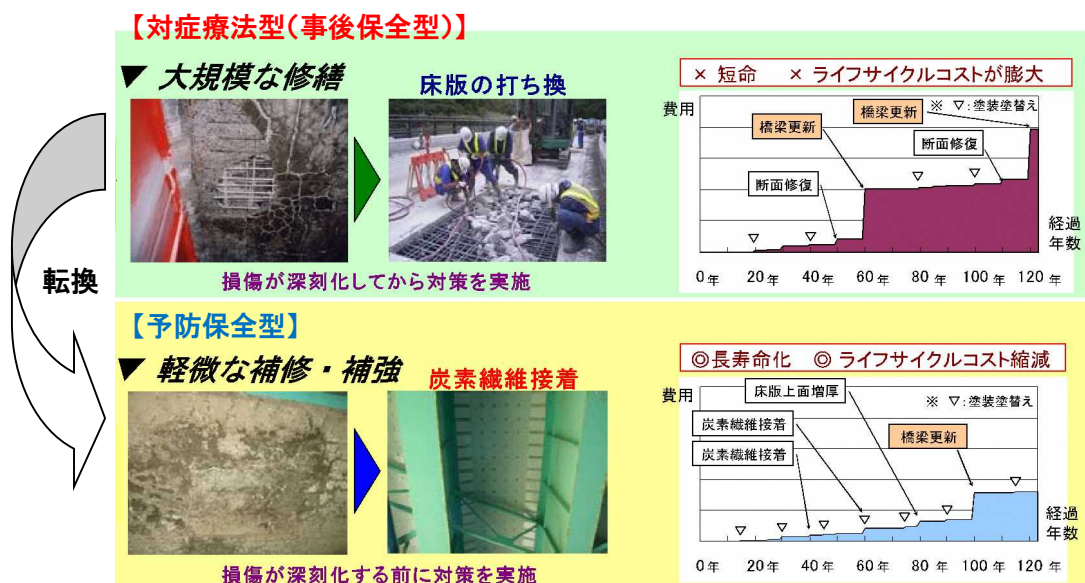 【対症療法型(事後保全型)】
▼ 大規模な修繕
床版の打ち換
損傷が深刻化してから対策を実施
× 短命 × ライフサイクルコストが膨大
費用
※ ▽:塗装塗替え
橋梁更新
橋梁更新
断面修復
断面修復
経過
年数
0年 20年 40年 60年 80年 100年 120年
転換
【予防保全型】
▼ 軽微な補修・補強
炭素繊維接着
損傷が深刻化する前に対策を実施
◎長寿命化 ◎ ライフサイクルコスト縮減
費用
床版上面増厚
※ ▽:塗装塗替え
炭素繊維接着
橋梁更新
炭素繊維接着
経過
年数
0年 20年 40年 60年 80年 100年 120年